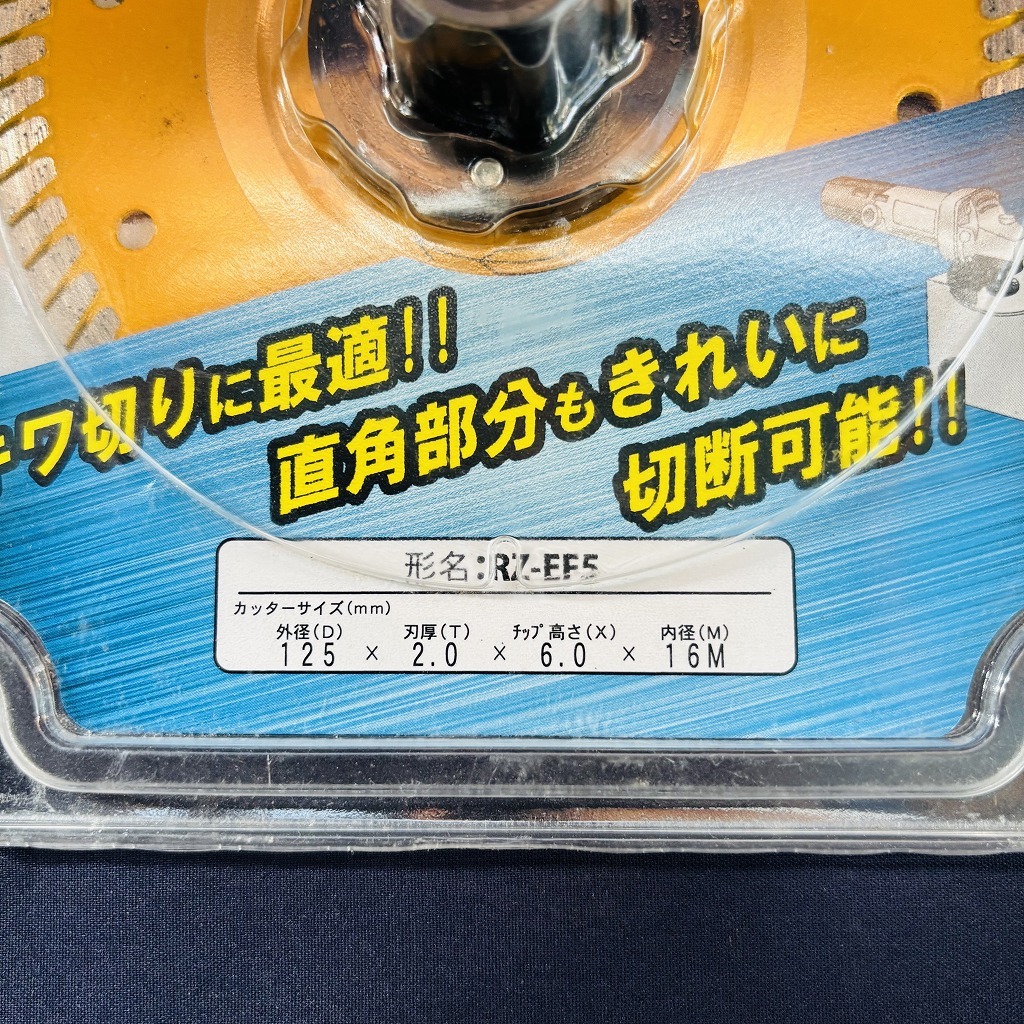 キワ切りに最適!!
直角部分もきれいに
切断可能!!
形名:RZ-EF5
カッターサイズ(mm)
外径(D) 刃厚(T) チップ高さ(X) 内径(M)
125 × 2.0 × 6.0 × 16M